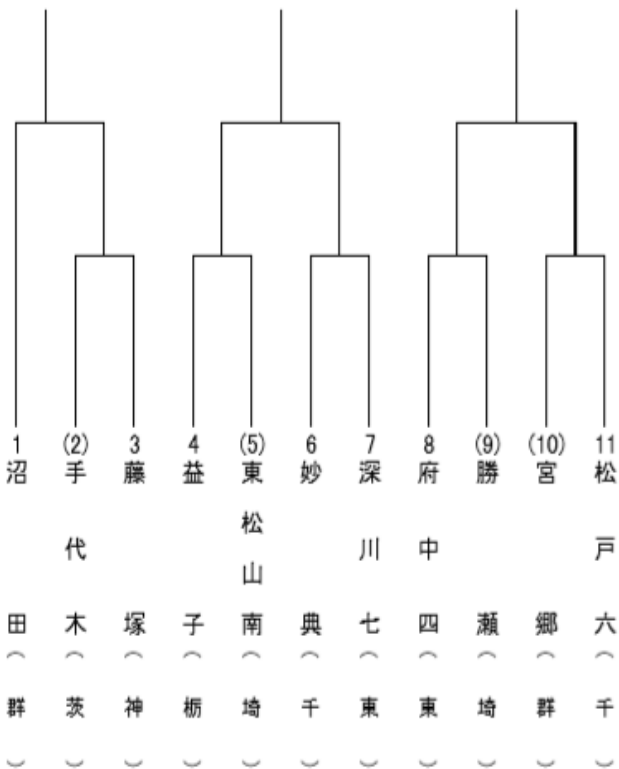 1 沼田(群)
(2) 手代木(茨)
3 藤塚(神)
4 益子(栃)
(5) 東松山南(埼)
6 妙典(千)
7 深川七(東)
8 府中四(東)
(9) 勝瀬(埼)
(10) 宮郷(群)
11 松戸六(千)